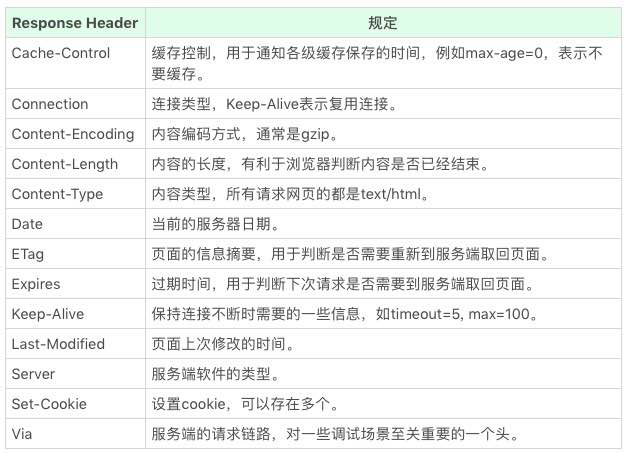 Response Header 规定
Cache-Control 缓存控制，用于通知各级缓存保存的时间，例如max-age=0，表示不
要缓存。
Connection 连接类型，Keep-Alive表示复用连接。
Content-Encoding 内容编码方式，通常是gzip。
Content-Length 内容的长度，有利于浏览器判断内容是否已经结束。
Content-Type 内容类型，所有请求网页的都是text/html。
Date 当前的服务器日期。
ETag 页面的信息摘要，用于判断是否需要重新到服务端取回页面。
Expires 过期时间，用于判断下次请求是否需要到服务端取回页面。
Keep-Alive 保持连接不断时需要的一些信息，如timeout=5, max=100。
Last-Modified 页面上次修改的时间。
Server 服务端软件的类型。
Set-Cookie 设置cookie，可以存在多个。
Via 服务端的请求链路，对一些调试场景至关重要的一个头。